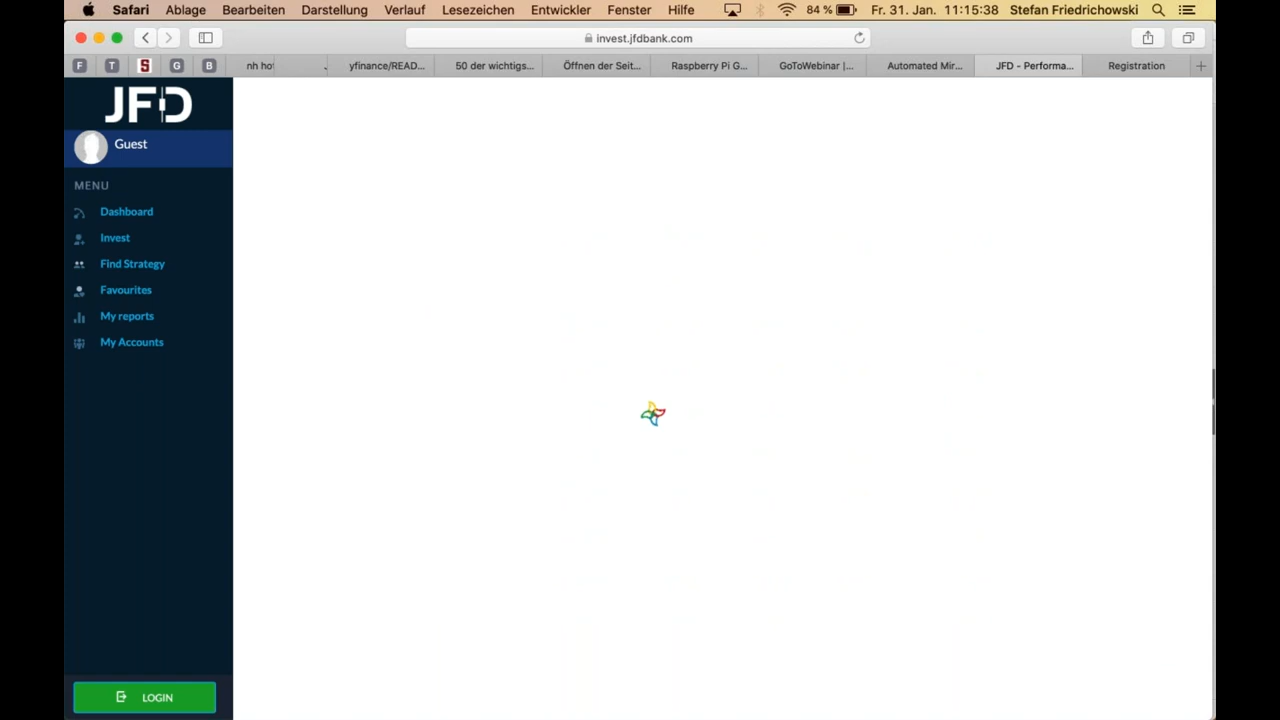 Safari Ablage Bearbeiten Darstellung Verlauf Lesezeichen Entwickler Fenster Hilfe 84 % Fr. 31. Jan. 11:15:38 Stefan Friedrichowski
invest.jfdbank.com
F T S G B nh ho yfinance/READ... 50 der wichtigs... Öffnen der Seit... Raspberry Pi G... GoToWebinar |... Automated Mir... JFD - Performa... Registration
JFD
Guest
MENU
Dashboard
Invest
Find Strategy
Favourites
My reports
My Accounts
LOGIN